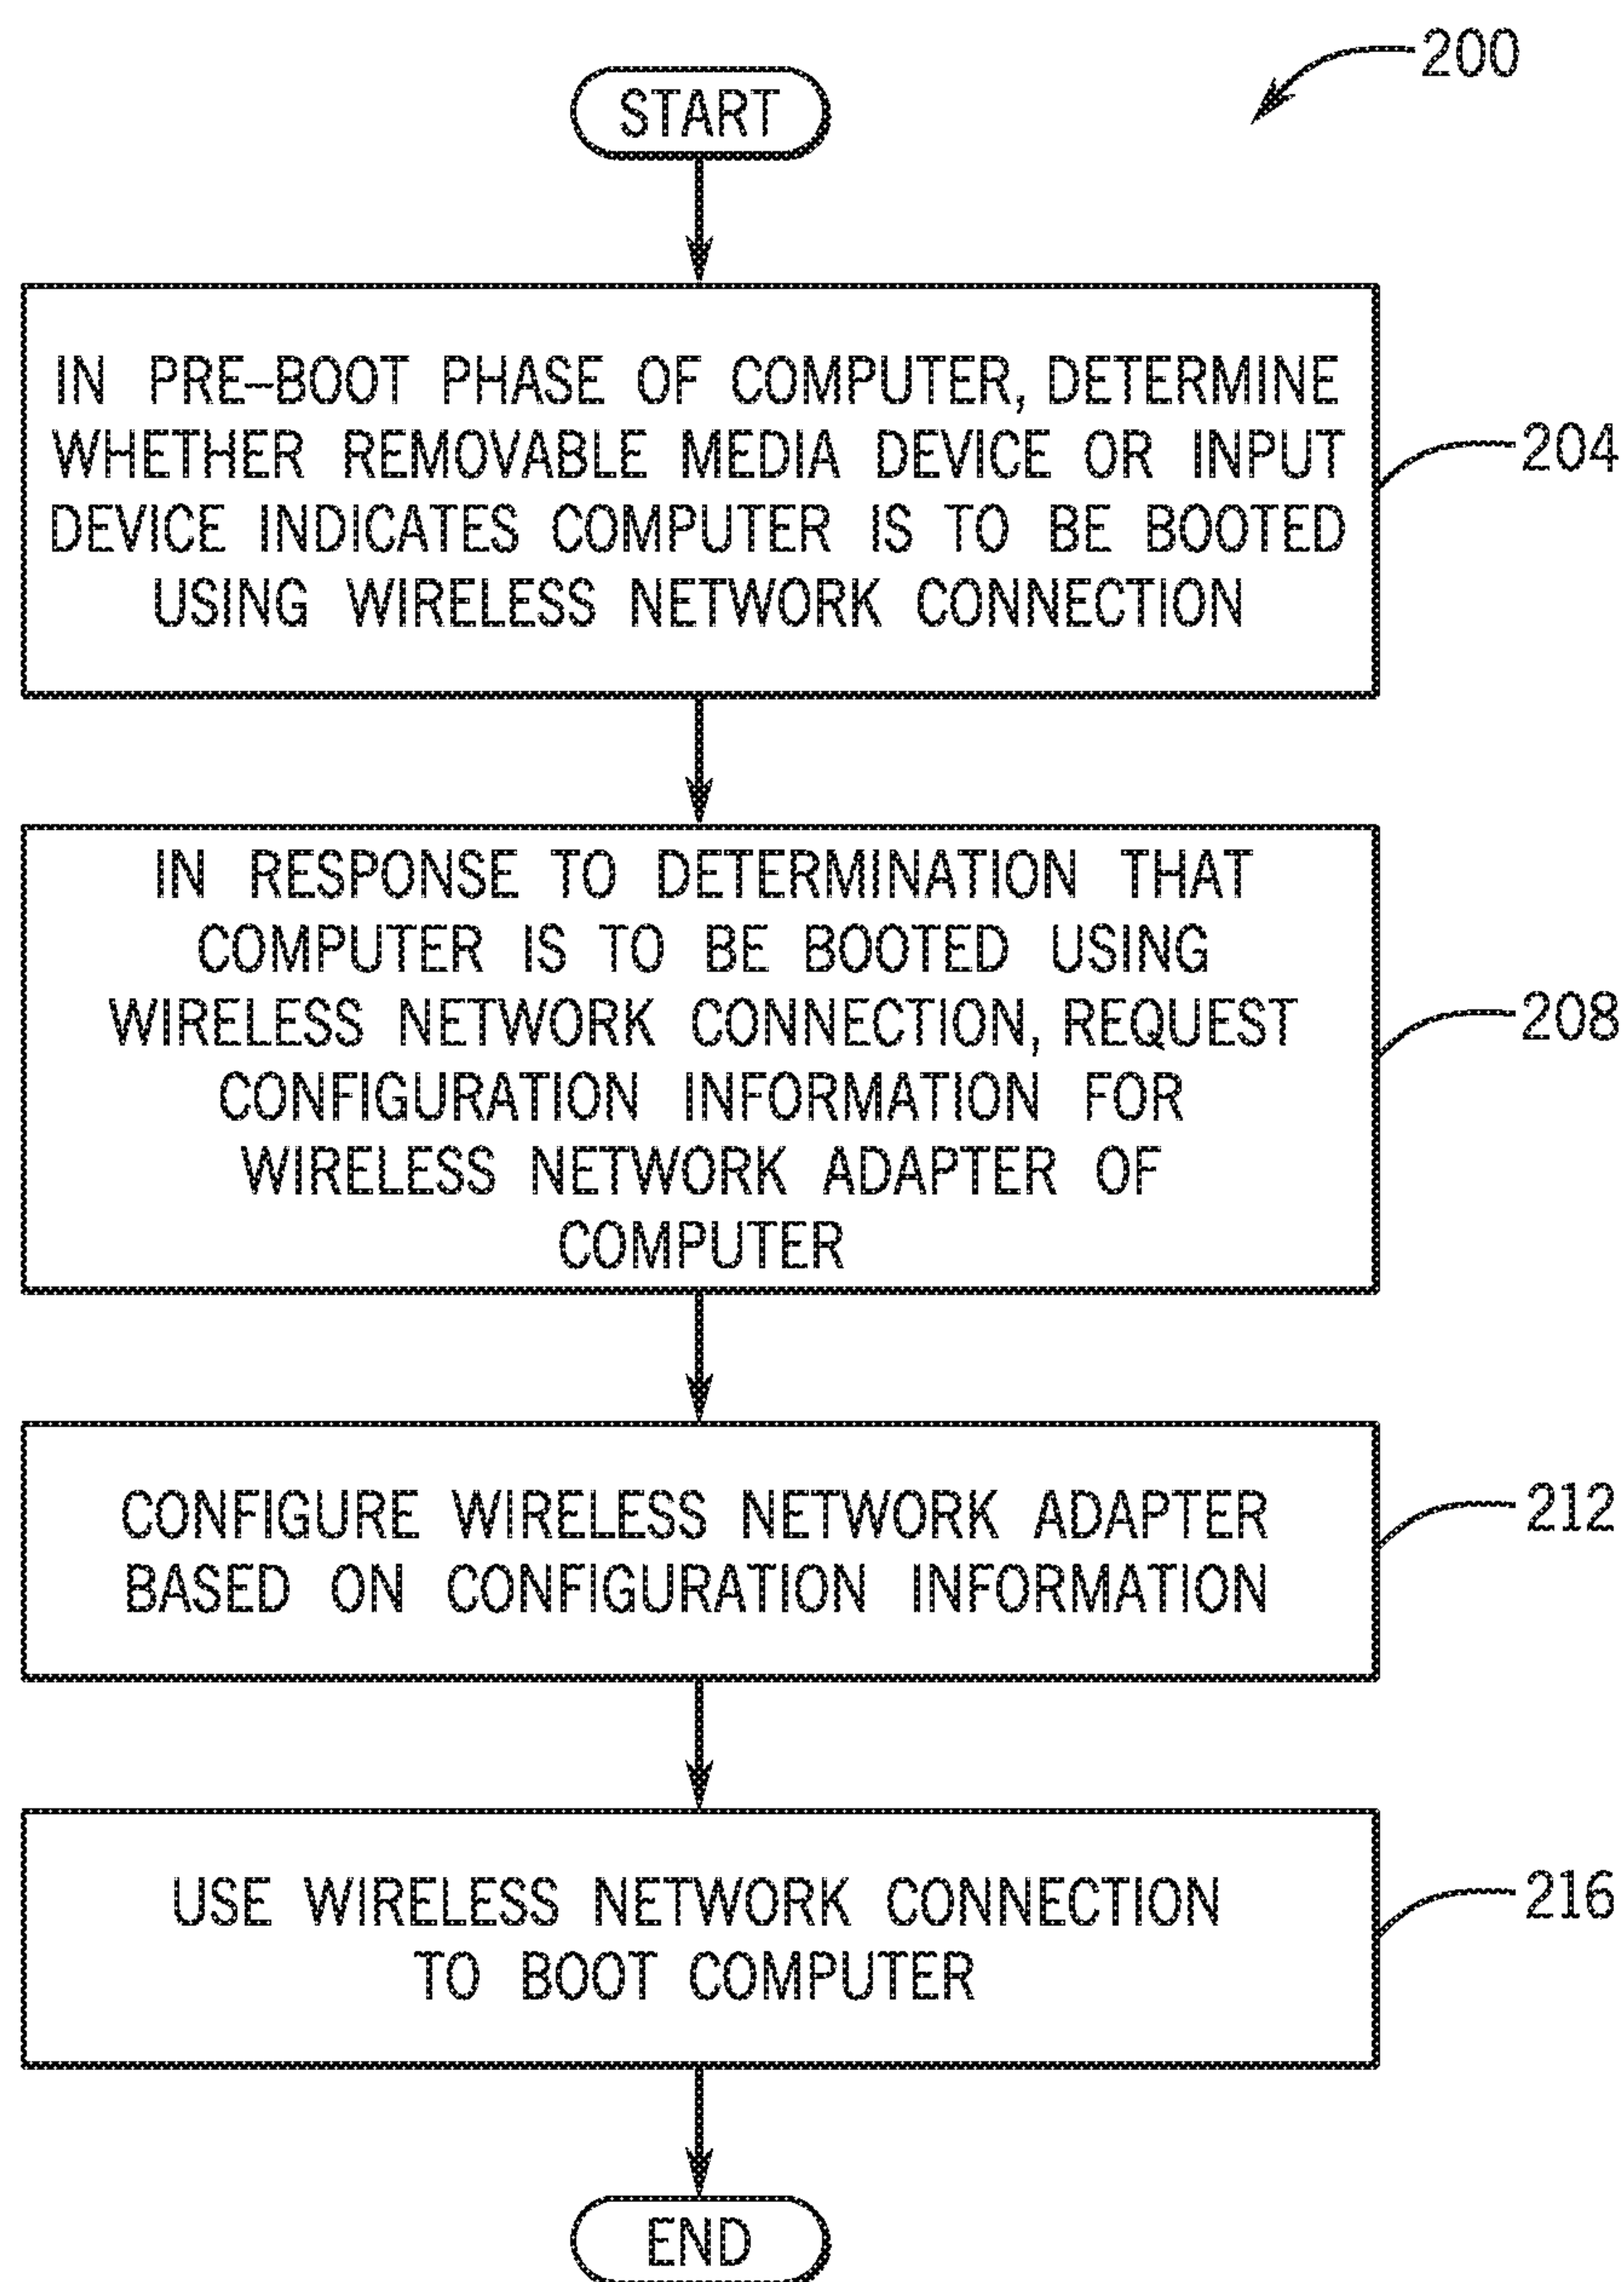 200
START
IN PRE-BOOT PHASE OF COMPUTER, DETERMINE
WHETHER REMOVABLE MEDIA DEVICE OR INPUT
DEVICE INDICATES COMPUTER IS TO BE BOOTED
USING WIRELESS NETWORK CONNECTION
204
IN RESPONSE TO DETERMINATION THAT
COMPUTER IS TO BE BOOTED USING
WIRELESS NETWORK CONNECTION, REQUEST
CONFIGURATION INFORMATION FOR
WIRELESS NETWORK ADAPTER OF
COMPUTER
208
CONFIGURE WIRELESS NETWORK ADAPTER
BASED ON CONFIGURATION INFORMATION
212
USE WIRELESS NETWORK CONNECTION
TO BOOT COMPUTER
216
END